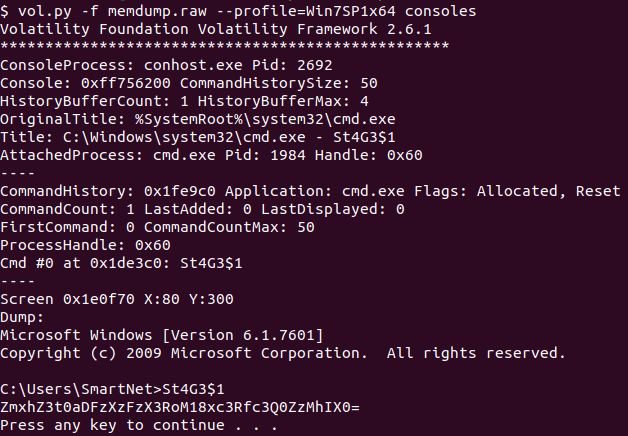 $ vol.py -f memdump.raw --profile=Win7SP1x64 consoles
Volatility Foundation Volatility Framework 2.6.1
**************************************************
ConsoleProcess: conhost.exe Pid: 2692
Console: 0xff756200 CommandHistorySize: 50
HistoryBufferCount: 1 HistoryBufferMax: 4
OriginalTitle: %SystemRoot%\system32\cmd.exe
Title: C:\Windows\system32\cmd.exe - St4G3$1
AttachedProcess: cmd.exe Pid: 1984 Handle: 0x60
----
CommandHistory: 0x1fe9c0 Application: cmd.exe Flags: Allocated, Reset
CommandCount: 1 LastAdded: 0 LastDisplayed: 0
FirstCommand: 0 CommandCountMax: 50
ProcessHandle: 0x60
Cmd #0 at 0x1de3c0: St4G3$1
----
Screen 0x1e0f70 X:80 Y:300
Dump:
Microsoft Windows [Version 6.1.7601]
Copyright (c) 2009 Microsoft Corporation.  All rights reserved.
C:\Users\SmartNet>St4G3$1
ZmxhZ3t0aDFzXzFzX3RoM18xc3Rfc3Q0ZzMhIX0=
Press any key to continue . . .